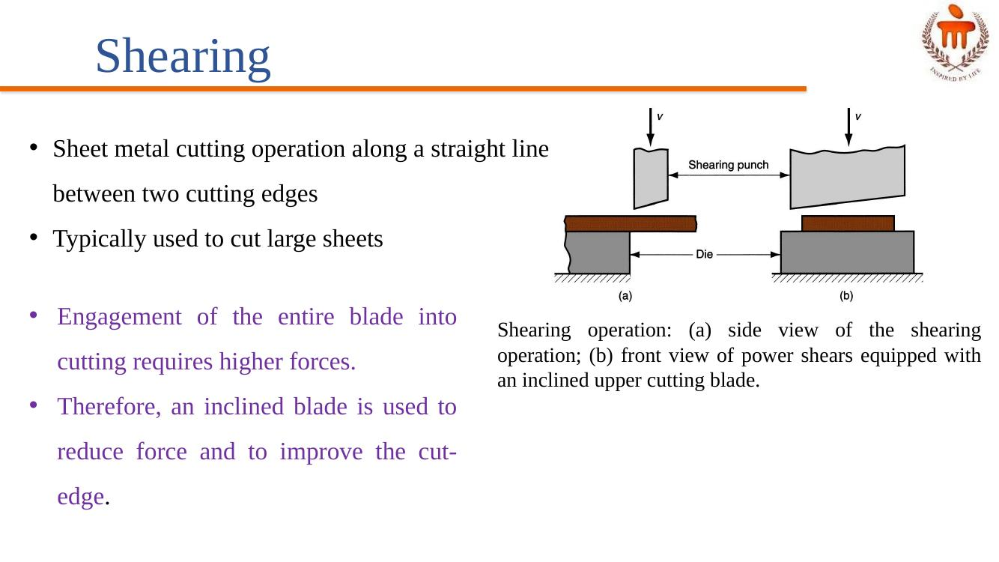 Shearing
INSPIRED BY LIFE
• Sheet metal cutting operation along a straight line
between two cutting edges
• Typically used to cut large sheets
• Engagement of the entire blade into
cutting requires higher forces.
• Therefore, an inclined blade is used to
reduce force and to improve the cut-
edge.
v
v
Shearing punch
Die
(a)
(b)
Shearing operation: (a) side view of the shearing
operation; (b) front view of power shears equipped with
an inclined upper cutting blade.